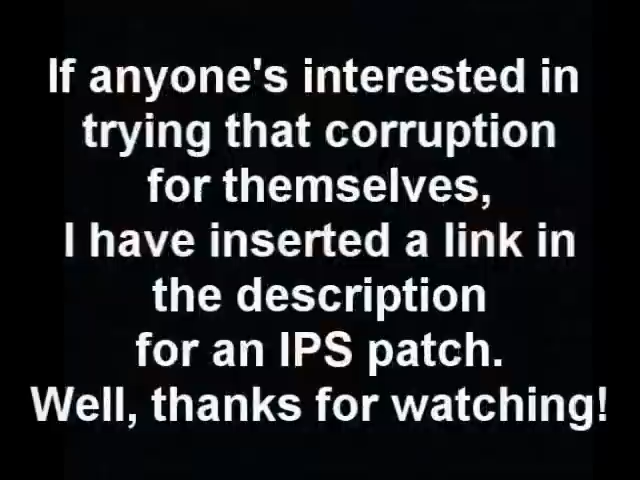 If anyone's interested in
trying that corruption
for themselves,
I have inserted a link in
the description
for an IPS patch.
Well, thanks for watching!